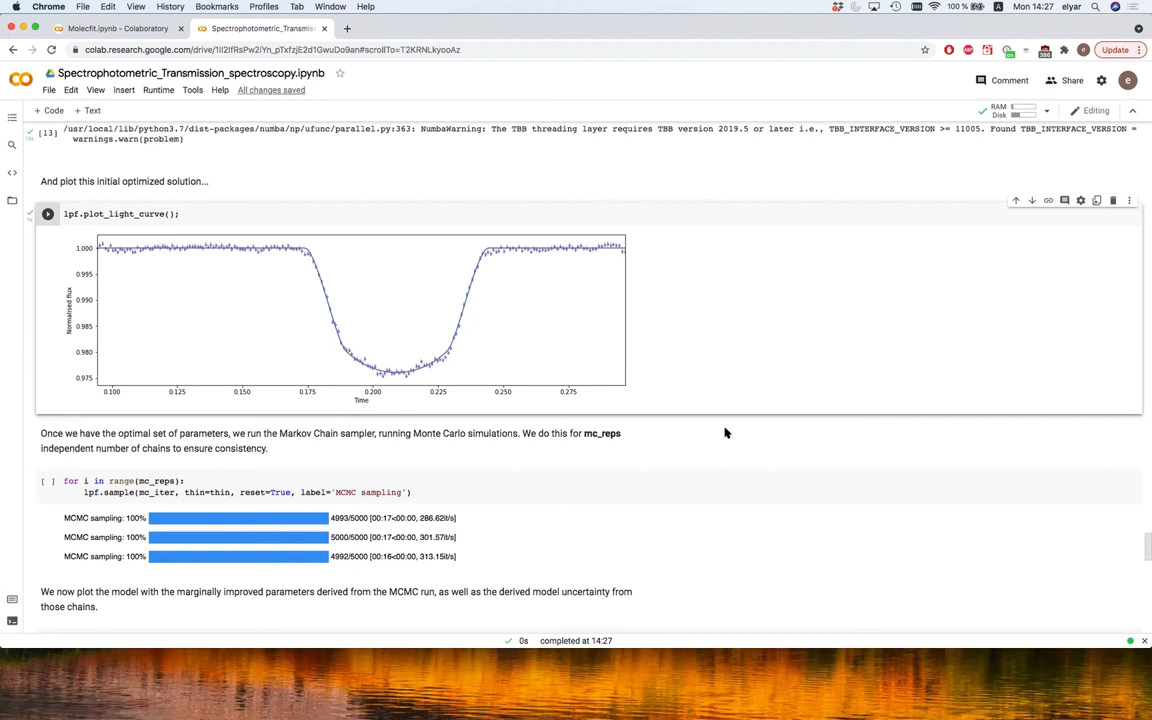 Chrome File Edit View History Bookmarks Profiles Tab Window Help 100 % Mon 14:27 elyar
Molecfit.ipynb - Colaboratory
Spectrophotometric_Transmiss
colab.research.google.com/drive/
Update
Spectrophotometric_Transmission_spectroscopy.ipynb
Comment Share e
File Edit View Insert Runtime Tools Help All changes saved
+ Code + Text
RAM
Disk
Editing
[13] /usr/local/lib/python3.7/dist-packages/numba/np/ufunc/parallel.py:363: NumbaWarning: The TBB threading layer requires TBB version 2019.5 or later i.e., TBB_INTERFACE_VERSION >= 11005. Found TBB_INTERFACE_VERSION =
warnings.warn(problem)
And plot this initial optimized solution...
lpf.plot_light_curve();
1.000
0.995
0.990
0.985
0.980
0.975
Normalised flux
0.100 0.125 0.150 0.175 0.200 0.225 0.250 0.275
Time
Once we have the optimal set of parameters, we run the Markov Chain sampler, running Monte Carlo simulations. We do this for mc_reps
independent number of chains to ensure consistency.
[ ] for i in range(mc_reps):
lpf.sample(mc_iter, thin=thin, reset=True, label='MCMC sampling')
MCMC sampling: 100% 4993/5000 [00:17<00:00, 286.62it/s]
MCMC sampling: 100% 5000/5000 [00:17<00:00, 301.57it/s]
MCMC sampling: 100% 4992/5000 [00:16<00:00, 313.15it/s]
We now plot the model with the marginally improved parameters derived from the MCMC run, as well as the derived model uncertainty from
those chains.
0s completed at 14:27